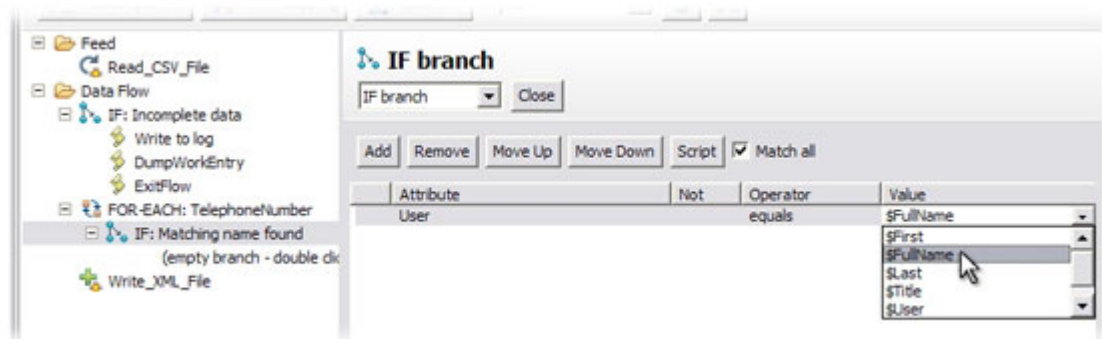 Feed
Read_CSV_File
Data Flow
IF: Incomplete data
Write to log
DumpWorkEntry
ExitFlow
FOR-EACH: TelephoneNumber
IF: Matching name found
(empty branch - double clic
Write_XML_File
IF branch
IF branch Close
Add Remove Move Up Move Down Script Match all
Attribute Not Operator Value
User equals $FullName
$First
$FullName
$Last
$Title
$User